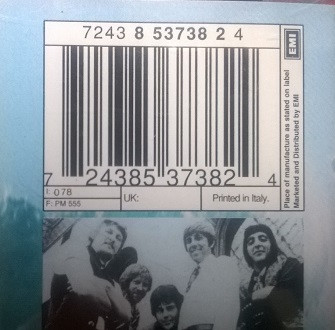 7243 8 53738 2 4
EMI
Place of manufacture as stated on label
Marketed and Distributed by EMI
7 24385 37382 4
I: 078
F: PM 555
UK:
Printed in Italy.